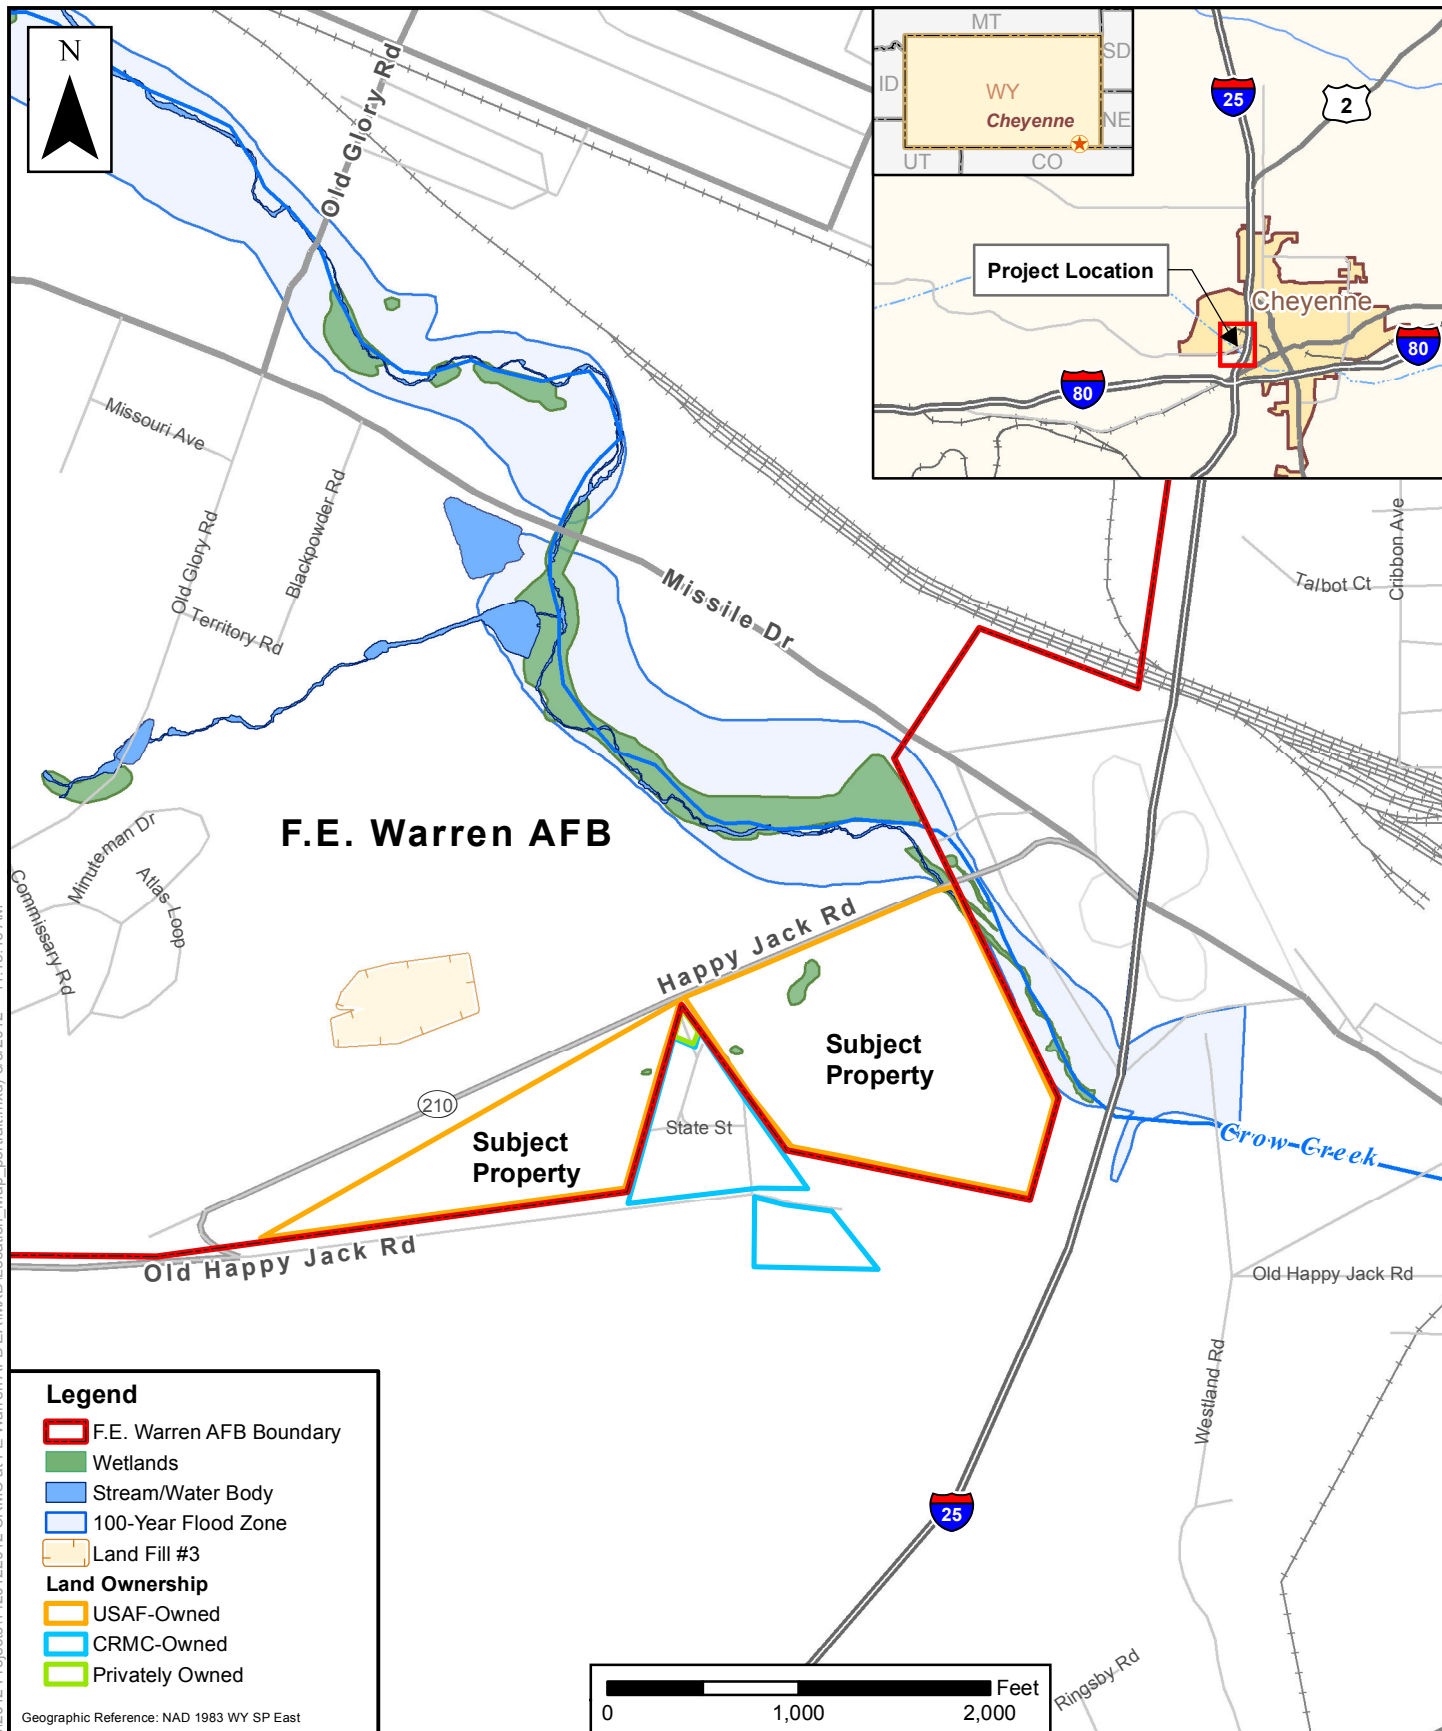 N
MT
SD
ID
WY
Cheyenne
NE
UT
CO
25
2
Project Location
Cheyenne
80
80
Old Glory Rd
Missouri Ave
Blackpowder Rd
Old Glory Rd
Territory Rd
Missile Dr
Talbot Ct
Cribbon Ave
F.E. Warren AFB
Minuteman Dr
Atlas Loop
Commissary Rd
Happy Jack Rd
Subject
Property
210
State St
Subject
Property
Crow Creek
Old Happy Jack Rd
Old Happy Jack Rd
Westland Rd
25
Ringsby Rd
Legend
F.E. Warren AFB Boundary
Wetlands
Stream/Water Body
100-Year Flood Zone
Land Fill #3
Land Ownership
USAF-Owned
CRMC-Owned
Privately Owned
Geographic Reference: NAD 1983 WY SP East
Feet
0 1,000 2,000